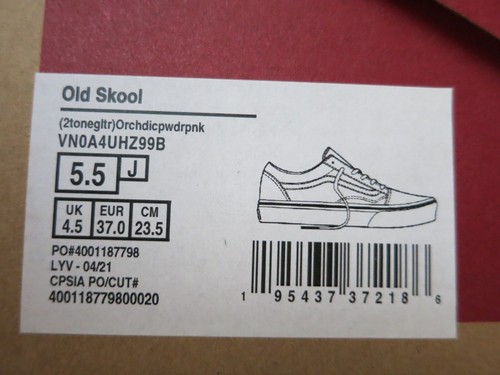 Old Skool
(2tonegltr)Orchdicpwdrpnk
VN0A4UHZ99B
5.5 J
UK EUR CM
4.5 37.0 23.5
PO#4001187798
LYV - 04/21
CPSIA PO/CUT#
400118779800020
1 95437 37218 6